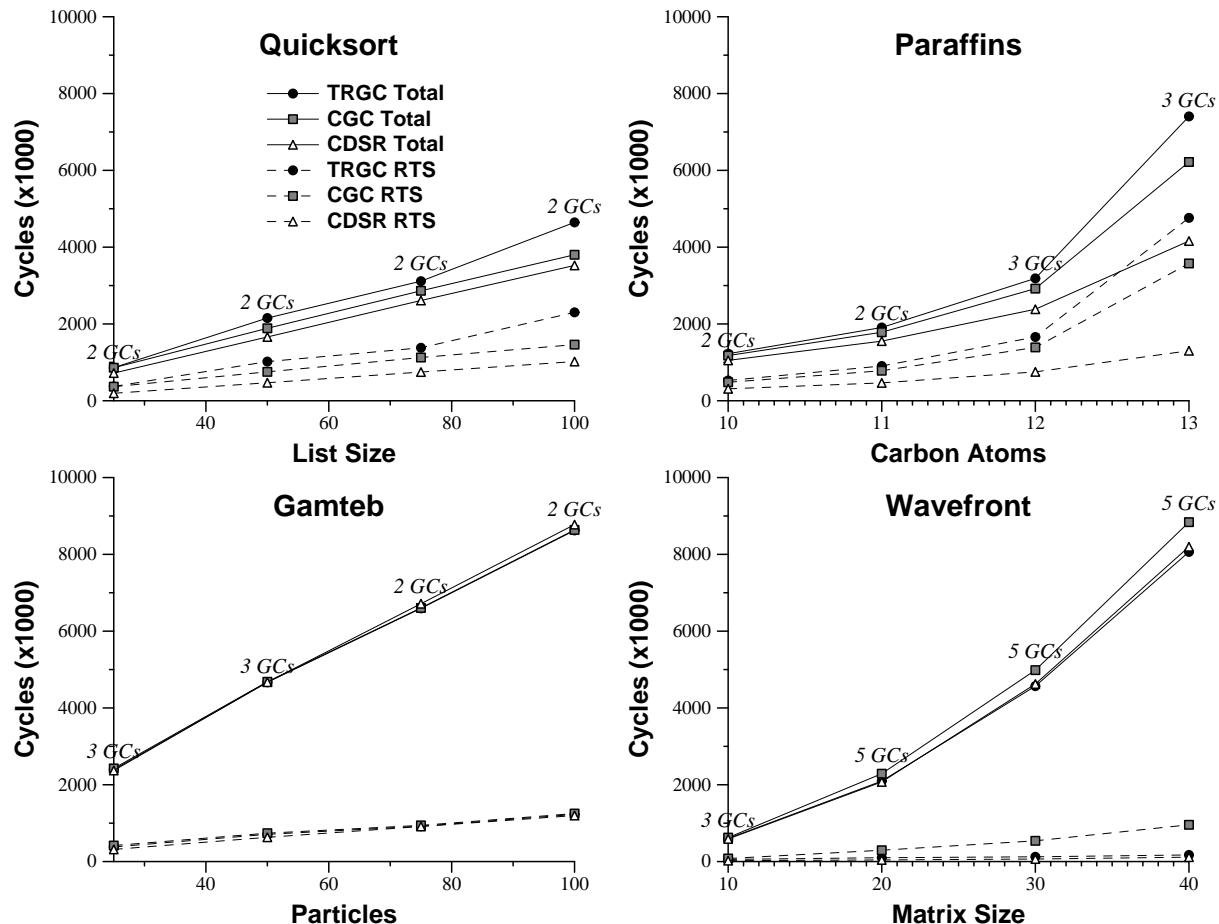 Quicksort
Cycles (x1000)
10000
8000
6000
4000
2000
0
TRGC Total
CGC Total
CDSR Total
TRGC RTS
CGC RTS
CDSR RTS
2 GCs
2 GCs
2 GCs
2 GCs
40
60
80
100
List Size
Paraffins
Cycles (x1000)
10000
8000
6000
4000
2000
0
2 GCs
2 GCs
3 GCs
3 GCs
10
11
12
13
Carbon Atoms
Gamteb
Cycles (x1000)
10000
8000
6000
4000
2000
0
3 GCs
3 GCs
2 GCs
2 GCs
40
60
80
100
Particles
Wavefront
Cycles (x1000)
10000
8000
6000
4000
2000
0
3 GCs
5 GCs
5 GCs
5 GCs
10
20
30
40
Matrix Size